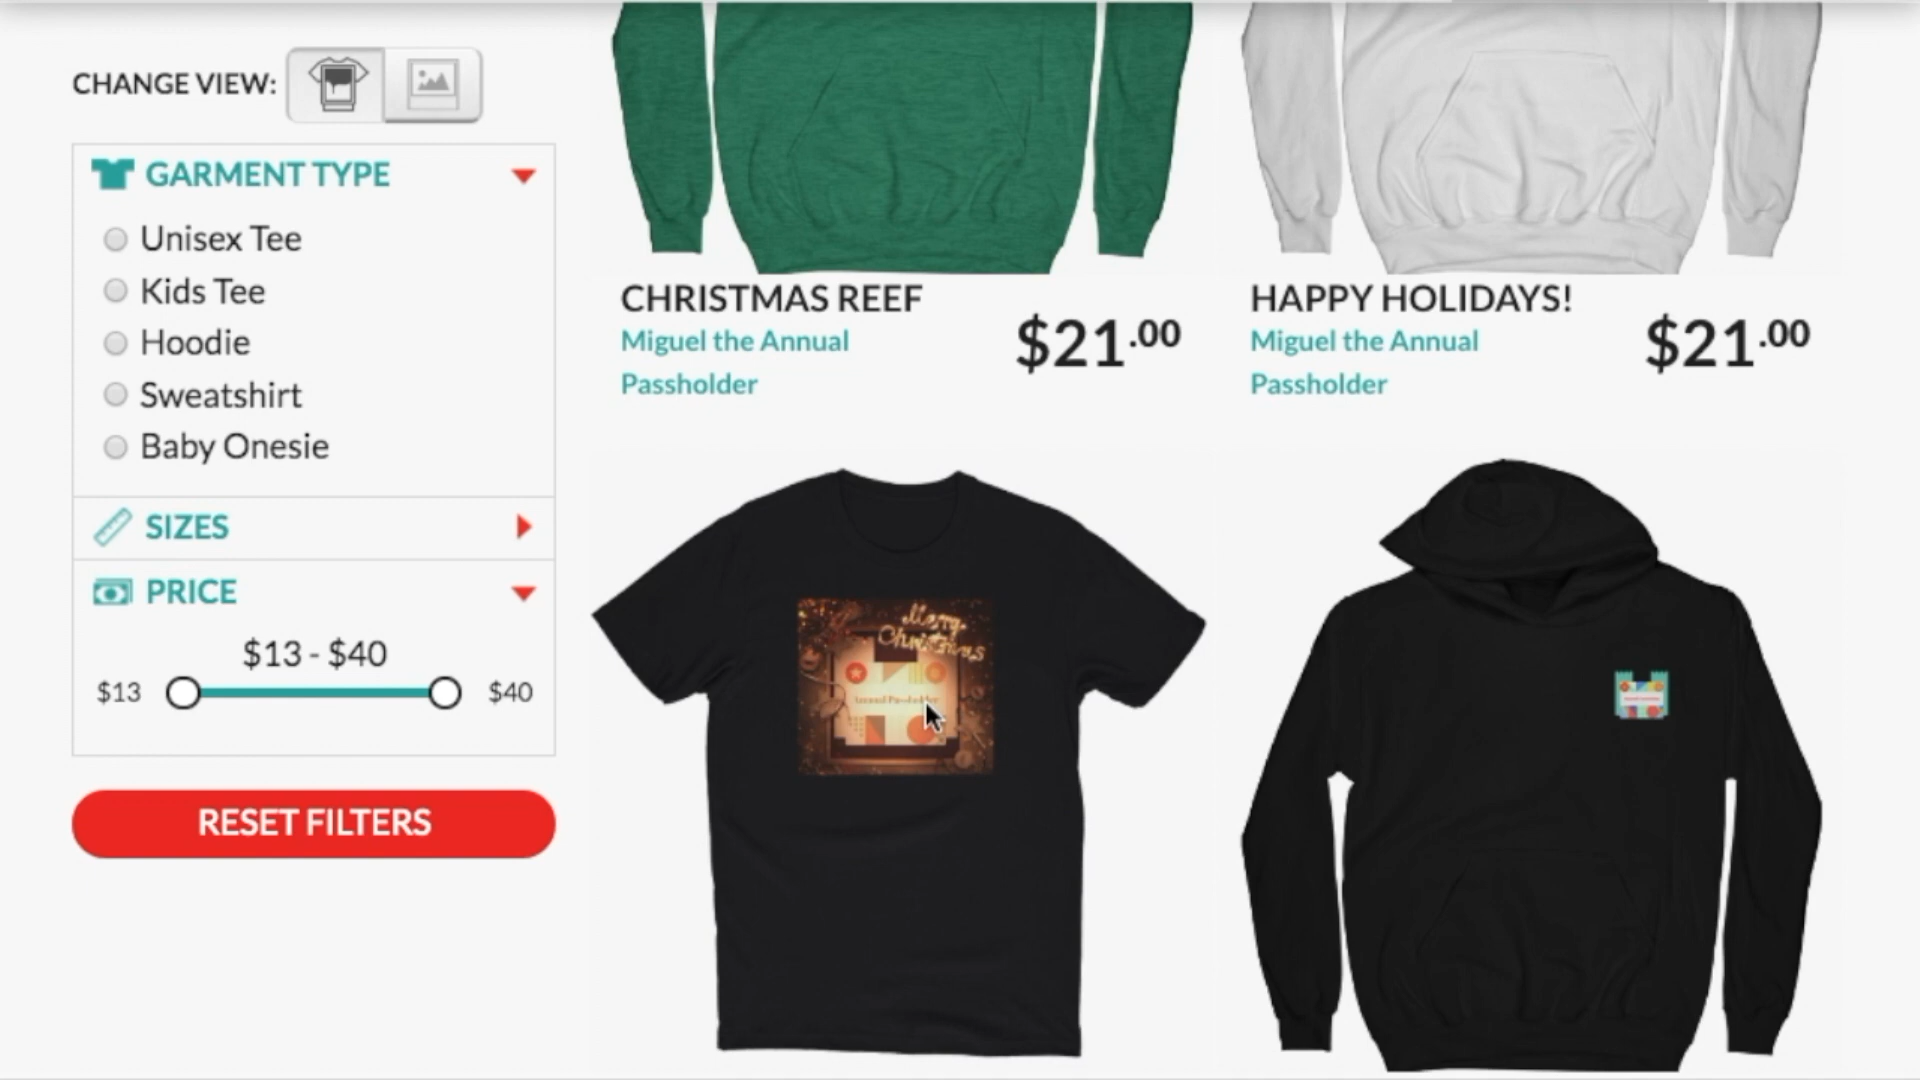 CHANGE VIEW:
GARMENT TYPE
Unisex Tee
Kids Tee
Hoodie
Sweatshirt
Baby Onesie
SIZES
PRICE
$13 - $40
$13
$40
RESET FILTERS
CHRISTMAS REEF
Miguel the Annual
Passholder
$21.00
HAPPY HOLIDAYS!
Miguel the Annual
Passholder
$21.00
Merry
Christmas
Annual Passholder